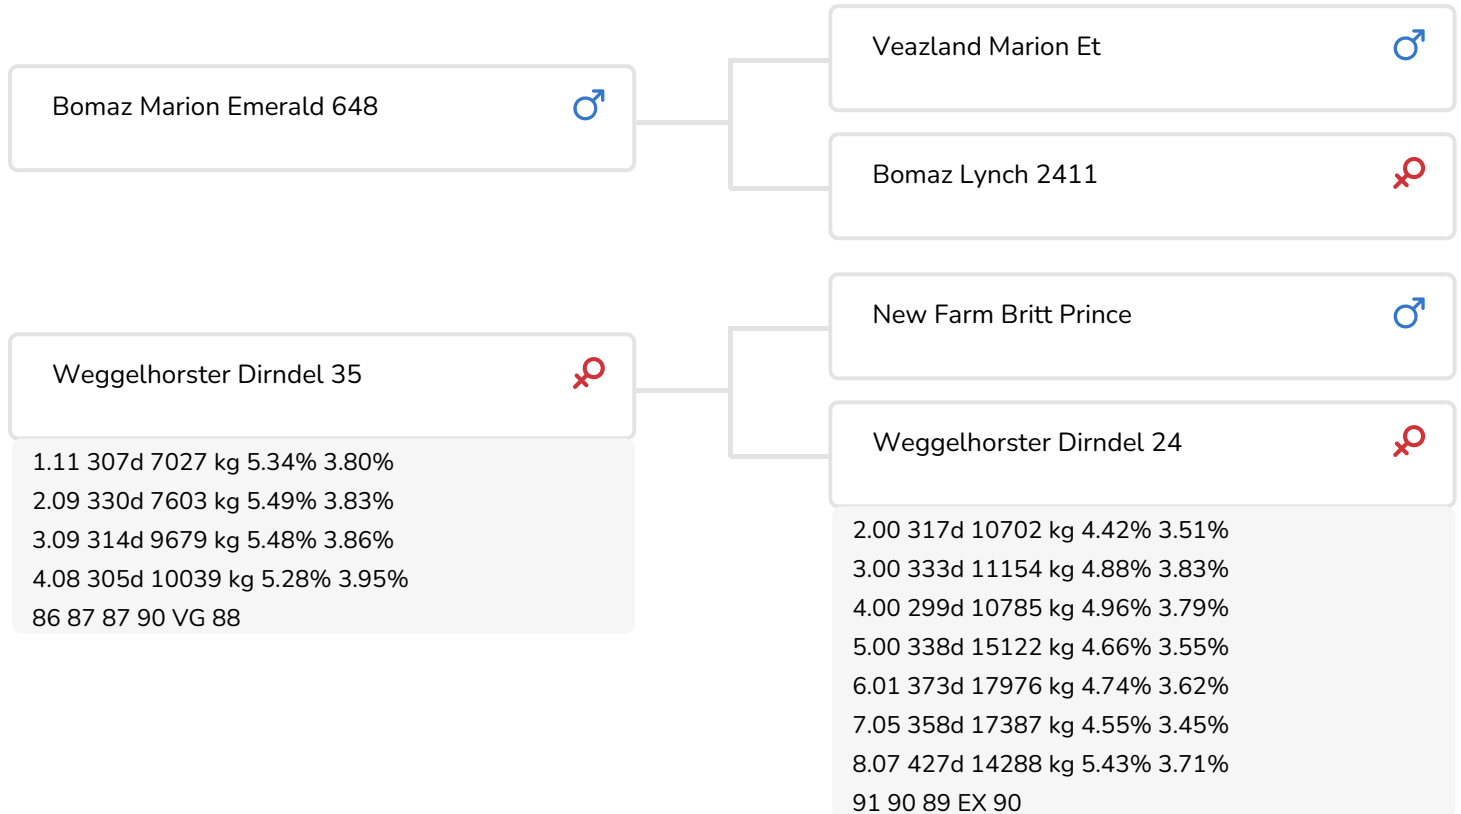 Bomaz Marion Emerald 648
Veazland Marion Et
Bomaz Lynch 2411
Weggelhorster Dirndel 35
1.11 307d 7027 kg 5.34% 3.80%
2.09 330d 7603 kg 5.49% 3.83%
3.09 314d 9679 kg 5.48% 3.86%
4.08 305d 10039 kg 5.28% 3.95%
86 87 87 90 VG 88
New Farm Britt Prince
Weggelhorster Dirndel 24
2.00 317d 10702 kg 4.42% 3.51%
3.00 333d 11154 kg 4.88% 3.83%
4.00 299d 10785 kg 4.96% 3.79%
5.00 338d 15122 kg 4.66% 3.55%
6.01 373d 17976 kg 4.74% 3.62%
7.05 358d 17387 kg 4.55% 3.45%
8.07 427d 14288 kg 5.43% 3.71%
91 90 89 EX 90